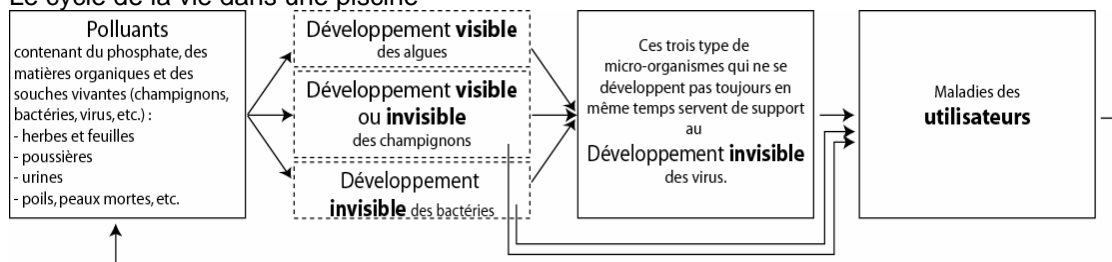 Le cycle de la vie dans une piscine
Polluants
contenant du phosphate, des
matières organiques et des
souches vivantes (champignons,
bactéries, virus, etc.) :
- herbes et feuilles
- poussières
- urines
- poils, peaux mortes, etc.
Développement visible
des algues
Développement visible
ou invisible
des champignons
Développement
invisible des bactéries
Ces trois type de
micro-organismes qui ne se
développent pas toujours en
même temps servent de support
au
Développement invisible
des virus.
Maladies des
utilisateurs